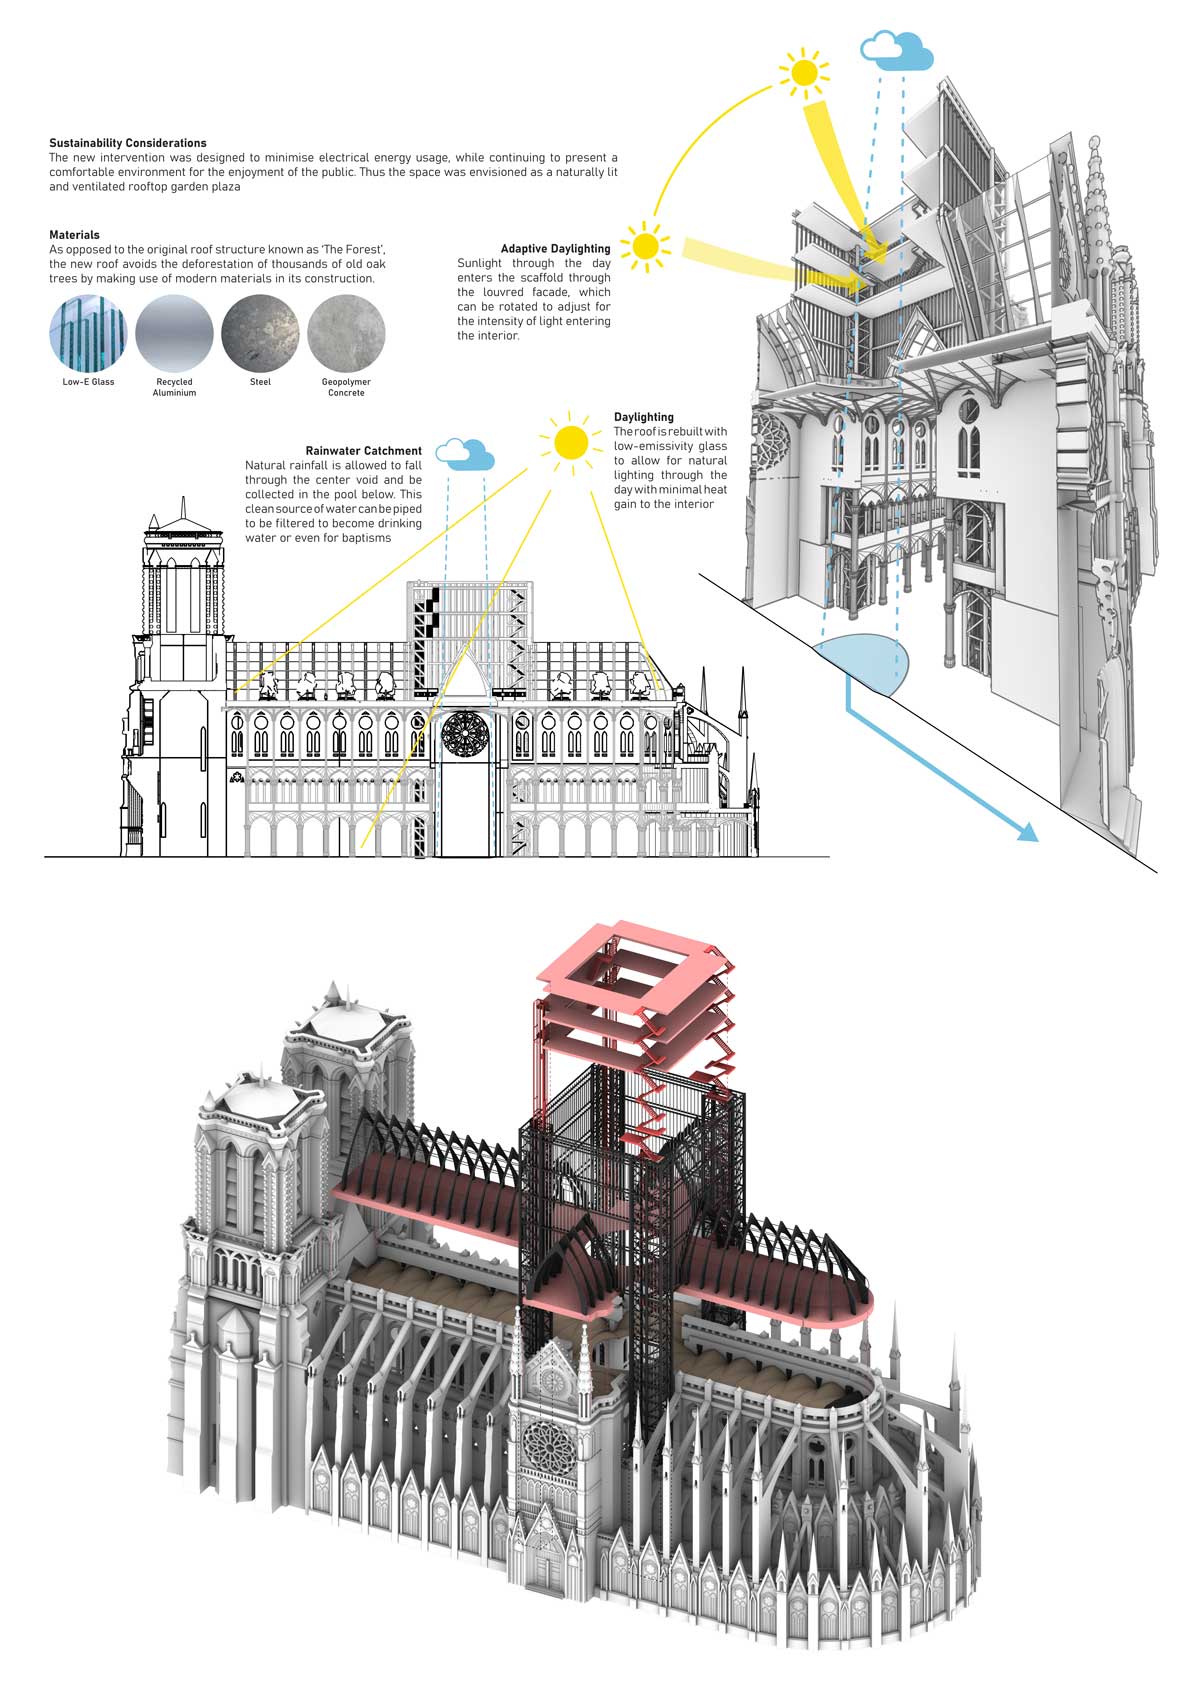 Sustainability Considerations
The new intervention was designed to minimise electrical energy usage, while continuing to present a
comfortable environment for the enjoyment of the public. Thus the space was envisioned as a naturally lit
and ventilated rooftop garden plaza
Materials
As opposed to the original roof structure known as ‘The Forest’,
the new roof avoids the deforestation of thousands of old oak
trees by making use of modern materials in its construction.
Low-E Glass
Recycled
Aluminium
Steel
Geopolymer
Concrete
Adaptive Daylighting
Sunlight through the day
enters the scaffold through
the louvred facade, which
can be rotated to adjust for
the intensity of light entering
the interior.
Rainwater Catchment
Natural rainfall is allowed to fall
through the center void and be
collected in the pool below. This
clean source of water can be piped
to be filtered to become drinking
water or even for baptisms
Daylighting
The roof is rebuilt with
low-emissivity glass
to allow for natural
lighting through the
day with minimal heat
gain to the interior